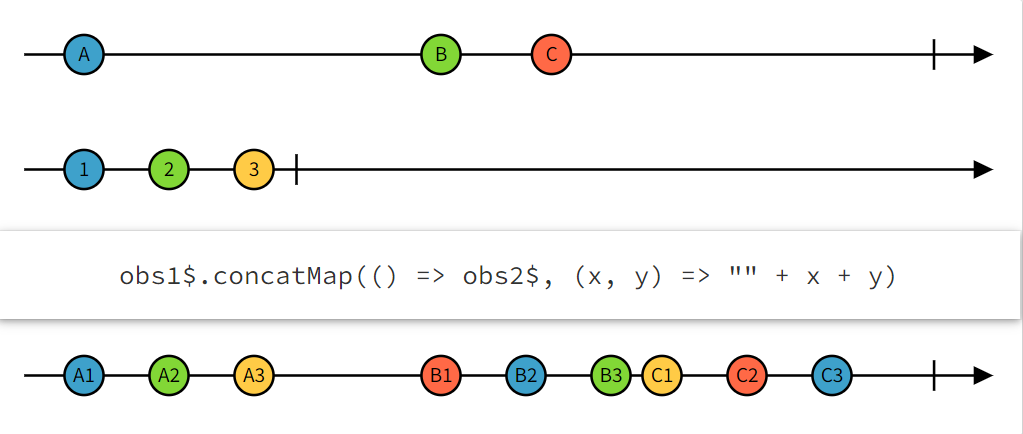 A B C
1 2 3
obs1$.concatMap(() => obs2$, (x, y) => "" + x + y)
A1 A2 A3 B1 B2 B3 C1 C2 C3